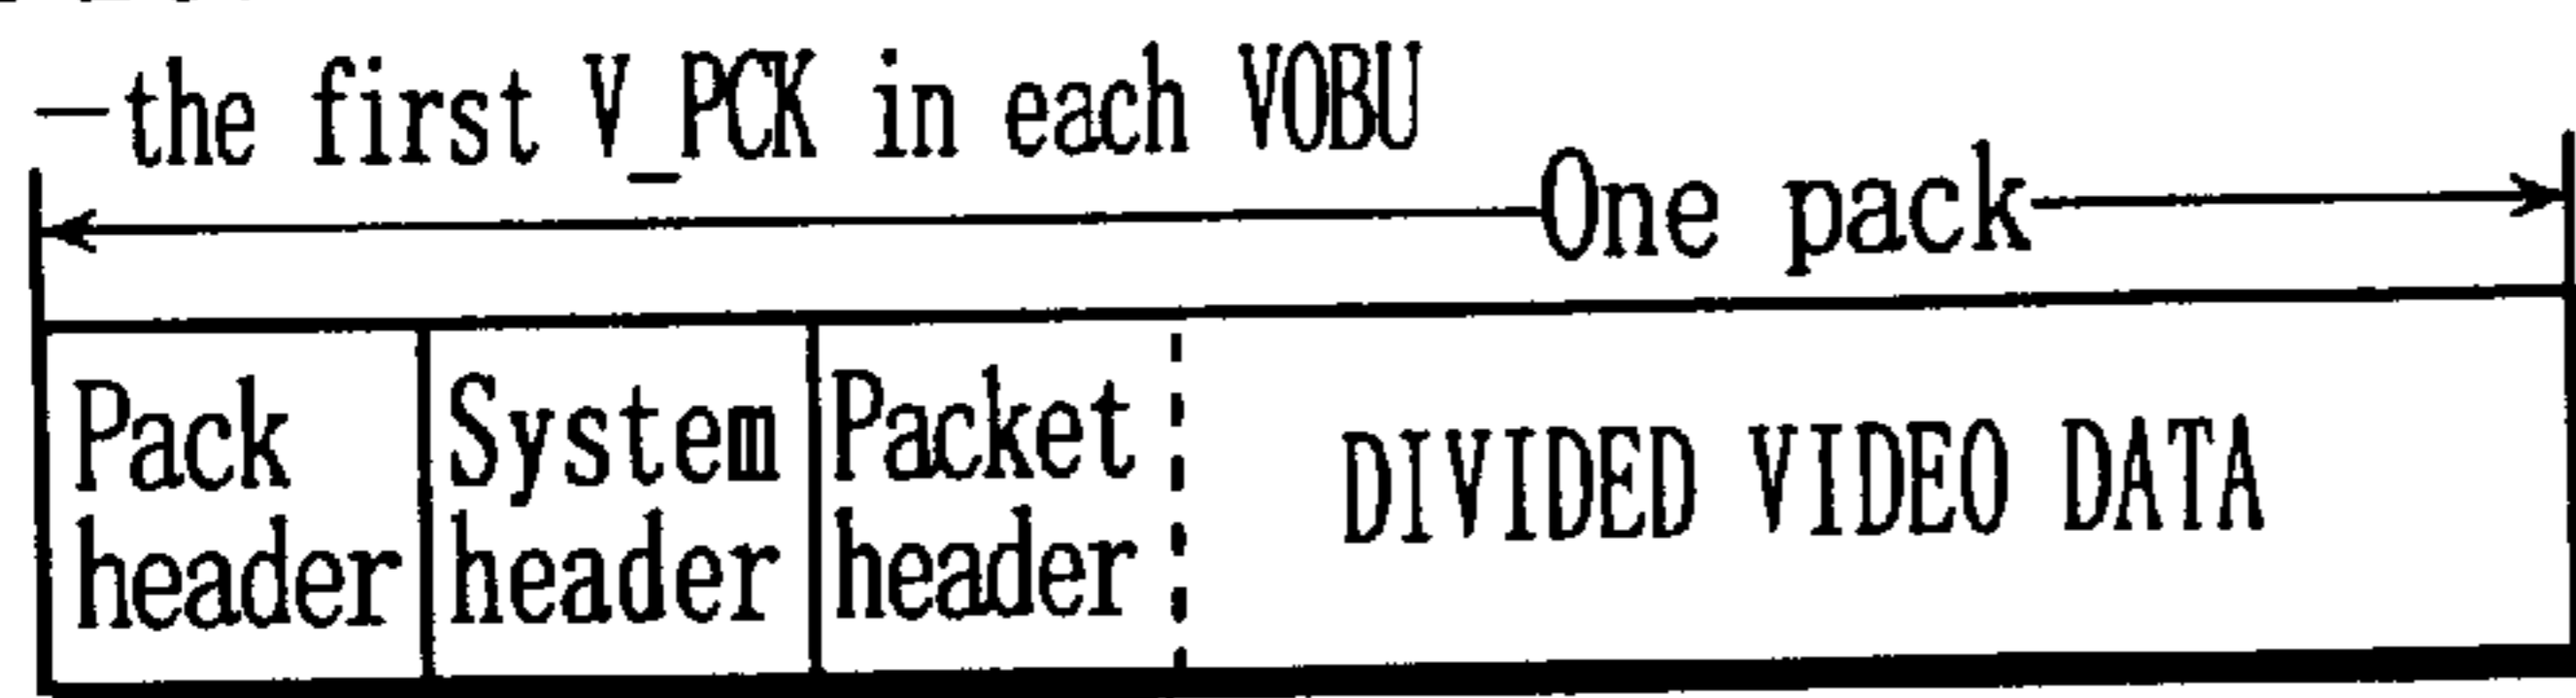 —the first V_PCK in each VOBU
One pack
Pack header
System header
Packet header
DIVIDED VIDEO DATA